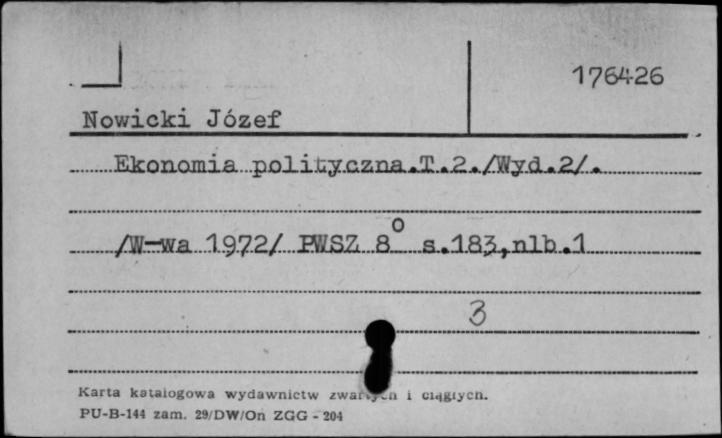 176426
Nowicki Józef
Ekonomia polityczna.T.2./Wyd.2/.
/W-wa 1972/ PWSZ 8° s.183,nlb.1
3
Karta katalogowa wydawnictw zwartych i ciągłych.
PU-B-144 zam. 29/DW/On ZGG - 204